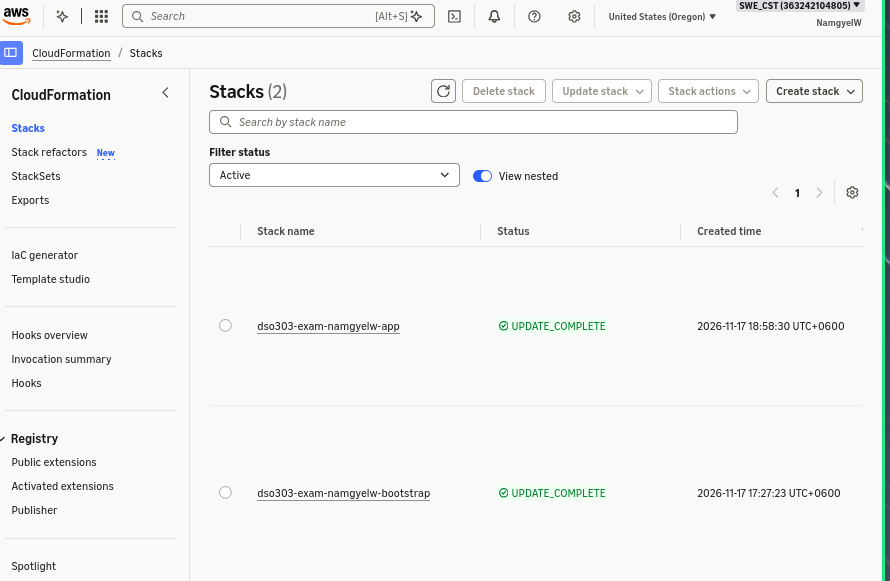 aws
Search [Alt+S]
United States (Oregon)
SWE_CST (363242104805)
NamgyelW
CloudFormation / Stacks
CloudFormation
Stacks
Stack refactors New
StackSets
Exports
IaC generator
Template studio
Hooks overview
Invocation summary
Hooks
Registry
Public extensions
Activated extensions
Publisher
Spotlight
Stacks (2)
Delete stack
Update stack
Stack actions
Create stack
Search by stack name
Filter status
Active
View nested
1
Stack name Status Created time
dso303-exam-namgyelw-app UPDATE_COMPLETE 2026-11-17 18:58:30 UTC+0600
dso303-exam-namgyelw-bootstrap UPDATE_COMPLETE 2026-11-17 17:27:23 UTC+0600